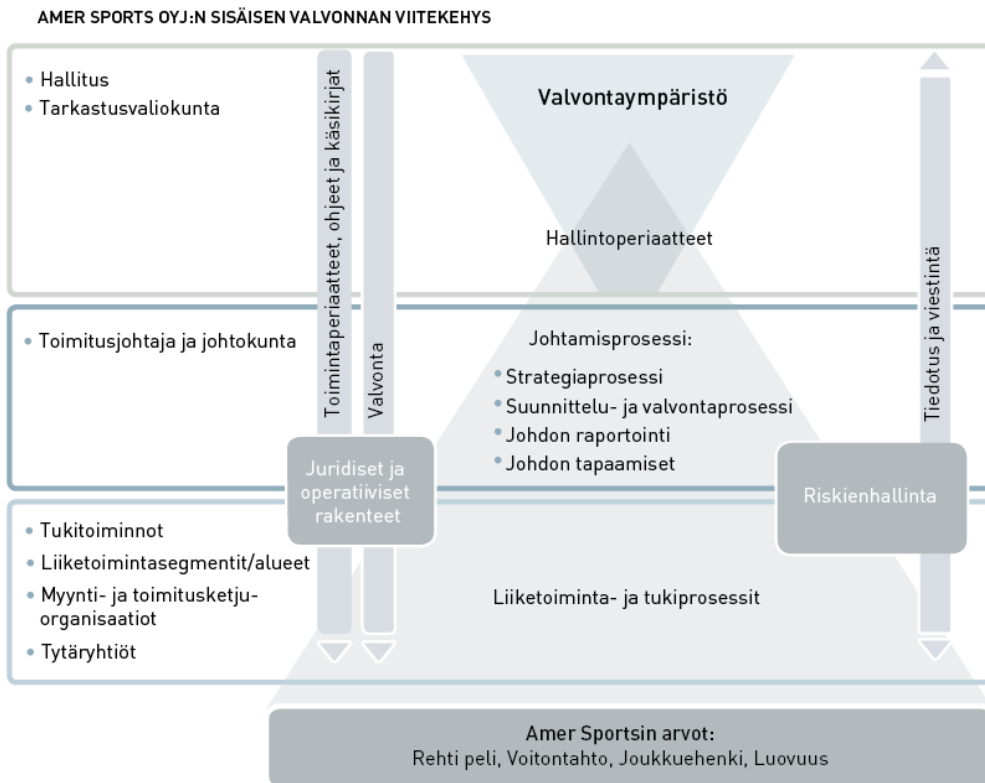 AMER SPORTS OYJ:N SISÄISEN VALVONNAN VIITEKEHYS
• Hallitus
• Tarkastusvaliokunta
Toimintaperiaatteet, ohjeet ja käsikirjat
Valvonta
Valvontaympäristö
Hallintoperiaatteet
Tiedotus ja viestintä
• Toimitusjohtaja ja johtokunta
Johtamisprosessi:
• Strategiaprosessi
• Suunnittelu- ja valvontaprosessi
• Johdon raportointi
• Johdon tapaamiset
Juridiset ja
operatiiviset
rakenteet
Riskienhallinta
• Tukitoiminnot
• Liiketoimintasegmentit/alueet
• Myynti- ja toimitusketju-
organisaatiot
• Tytäryhtiöt
Liiketoiminta- ja tukiprosessit
Amer Sportsin arvot:
Rehti peli, Voitontahto, Joukkuehenki, Luovuus